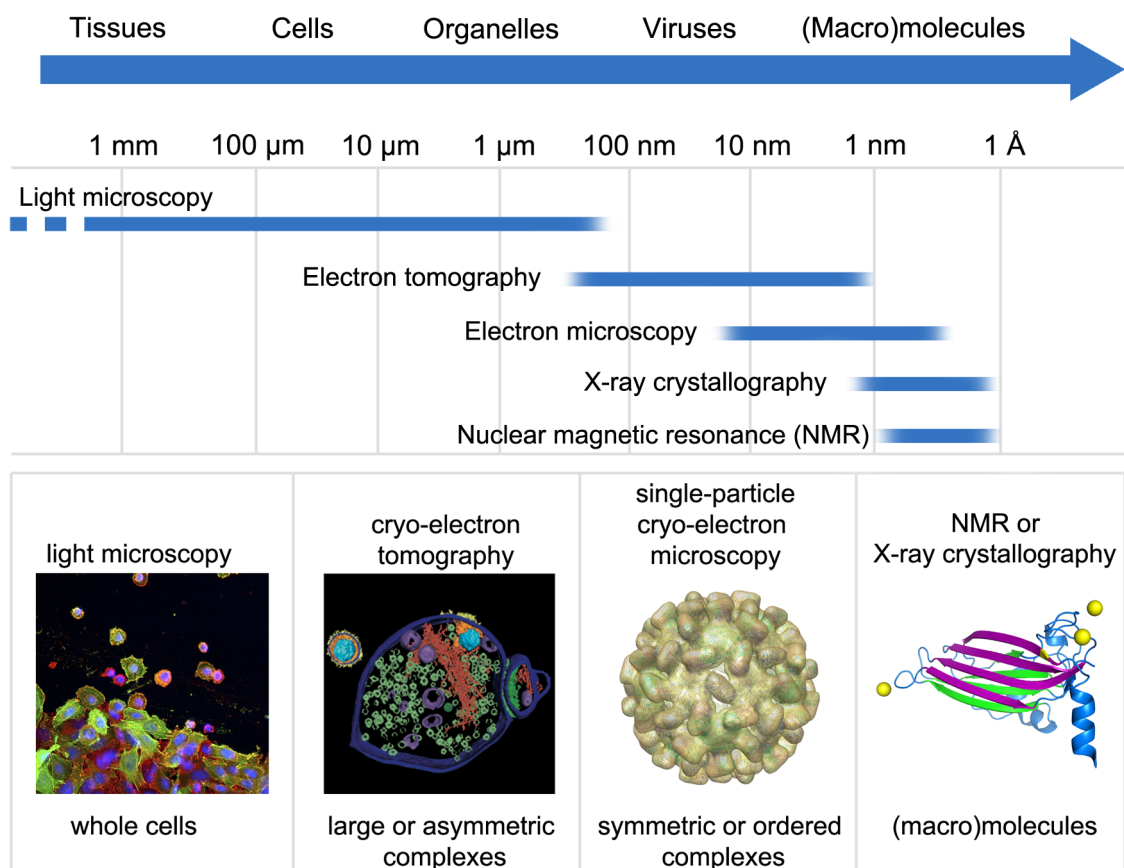 Tissues Cells Organelles Viruses (Macro)molecules
1 mm 100 µm 10 µm 1 µm 100 nm 10 nm 1 nm 1 Å
Light microscopy
Electron tomography
Electron microscopy
X-ray crystallography
Nuclear magnetic resonance (NMR)
light microscopy
whole cells
cryo-electron
tomography
large or asymmetric
complexes
single-particle
cryo-electron
microscopy
symmetric or ordered
complexes
NMR or
X-ray crystallography
(macro)molecules